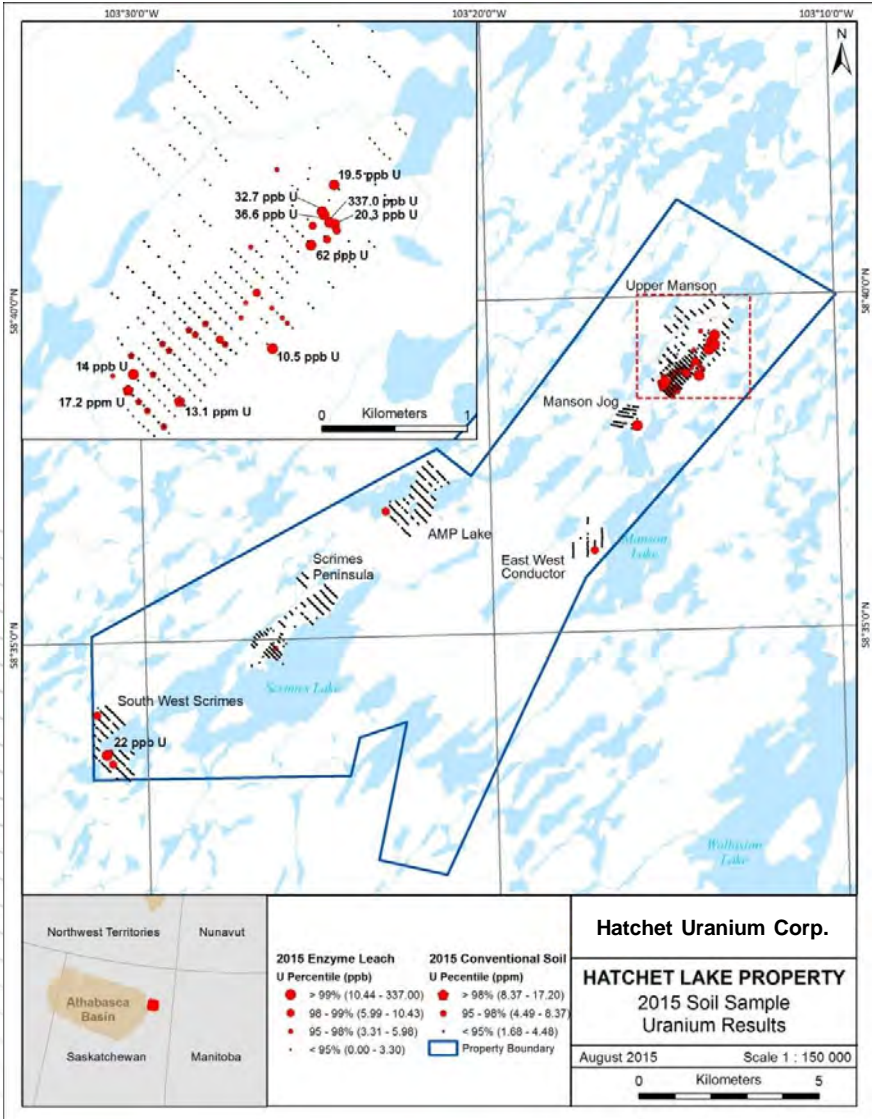 103°30'0"W
103°20'0"W
103°10'0"W
N
19.5 ppb U
32.7 ppb U
337.0 ppb U
36.6 ppb U
20.3 ppb U
62 ppb U
58°40'0"N
58°40'0"N
10.5 ppb U
14 ppb U
17.2 ppm U
13.1 ppm U
Kilometers
0 1
Upper Manson
Manson Jog
AMP Lake
East West
Conductor
Manson
Lake
Scrimes
Peninsula
58°35'0"N
58°35'0"N
Scrimes Lake
South West Scrimes
22 ppb U
Wollaston
Lake
Northwest Territories
Nunavut
Athabasca
Basin
Saskatchewan
Manitoba
2015 Enzyme Leach
U Percentile (ppb)
> 99% (10.44 - 337.00)
98 - 99% (5.99 - 10.43)
95 - 98% (3.31 - 5.98)
< 95% (0.00 - 3.30)
2015 Conventional Soil
U Pecentile (ppm)
> 98% (8.37 - 17.20)
95 - 98% (4.49 - 8.37)
< 95% (1.68 - 4.48)
Property Boundary
Hatchet Uranium Corp.
HATCHET LAKE PROPERTY
2015 Soil Sample
Uranium Results
August 2015
Scale 1 : 150 000
Kilometers
0 5